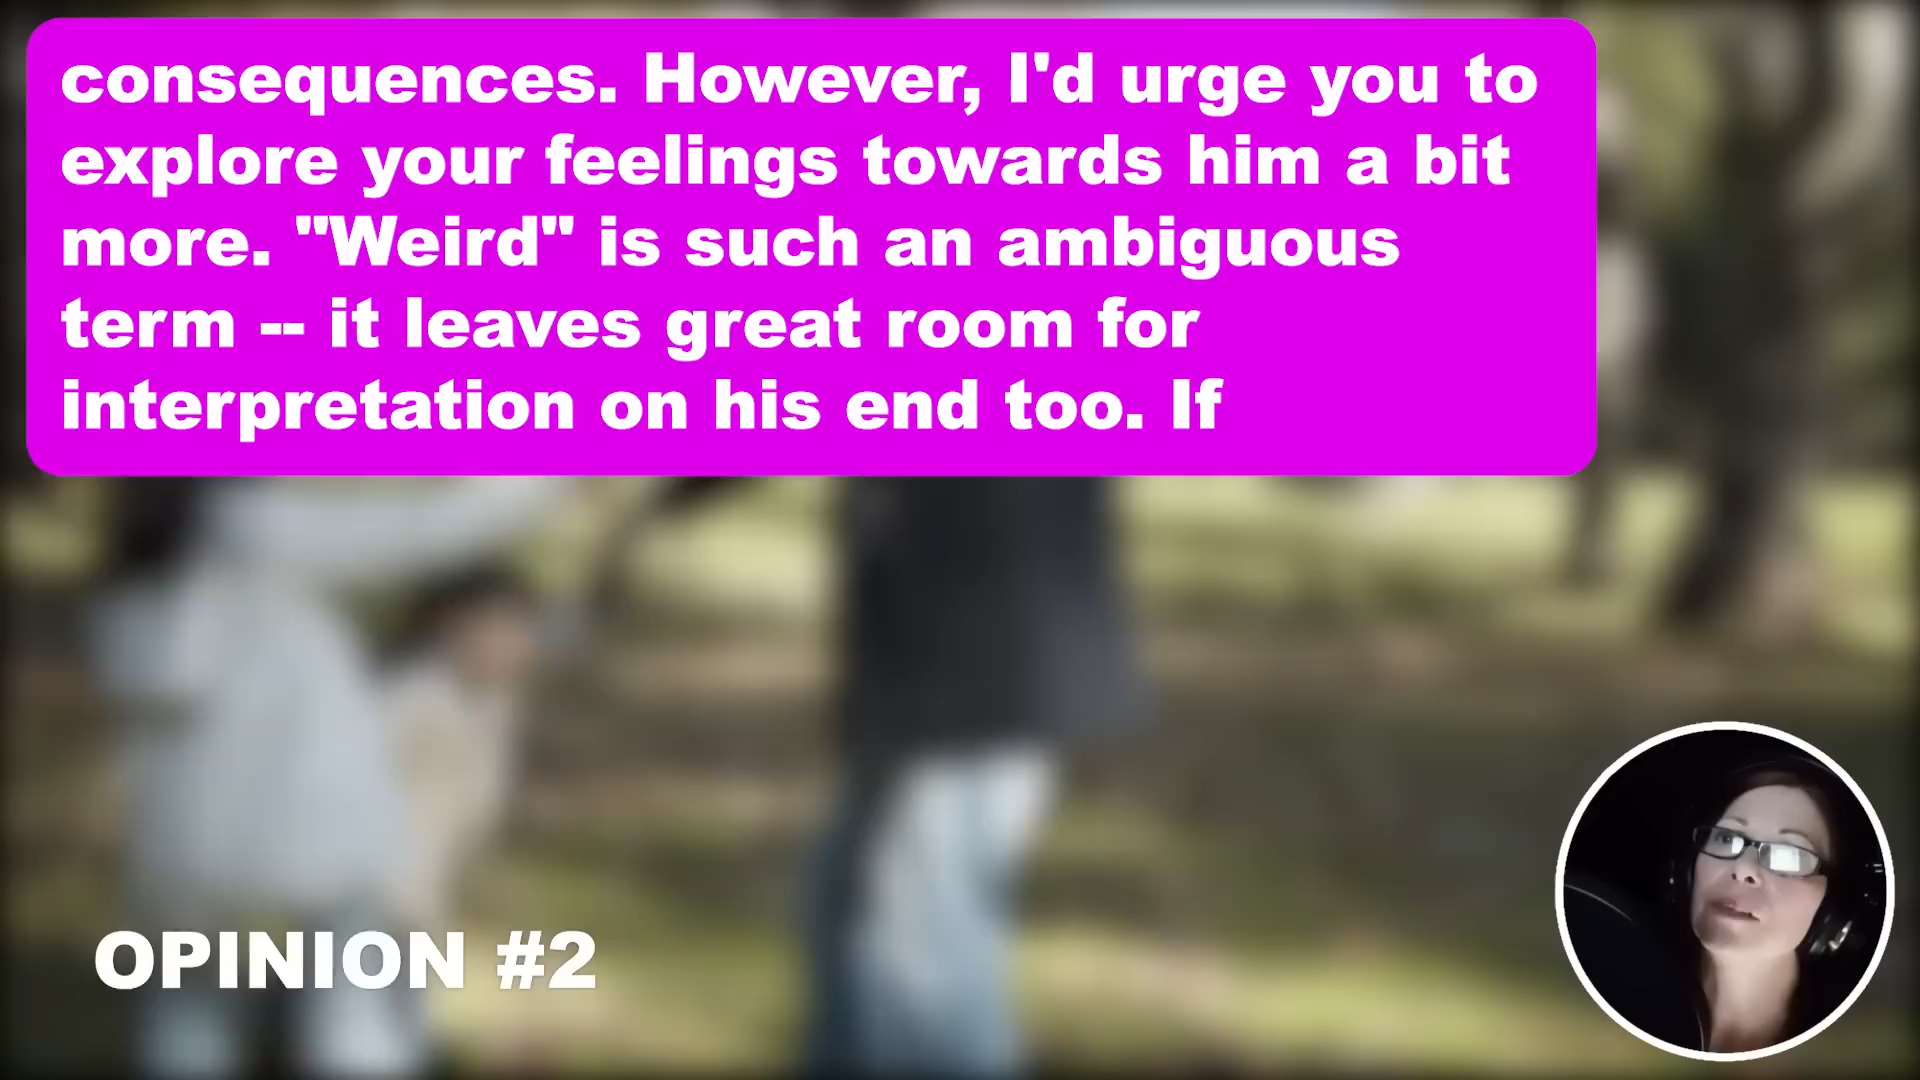 consequences. However, I'd urge you to
explore your feelings towards him a bit
more. "Weird" is such an ambiguous
term -- it leaves great room for
interpretation on his end too. If
OPINION #2